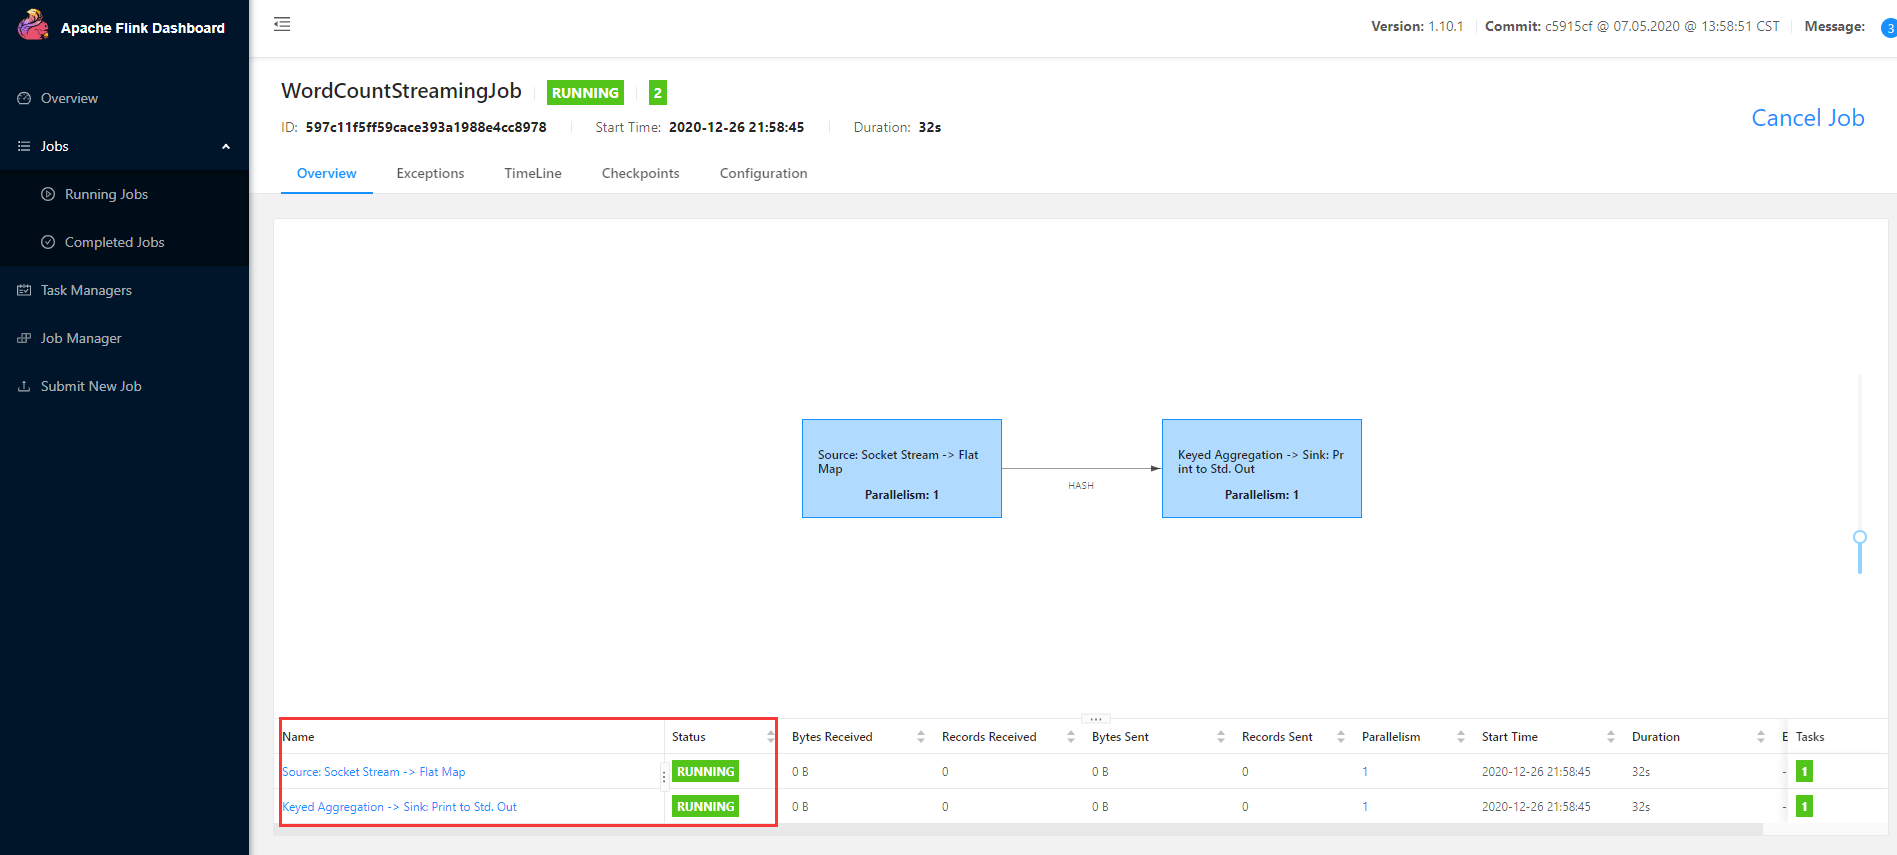 Apache Flink Dashboard
Version: 1.10.1 Commit: c5915cf @ 07.05.2020 @ 13:58:51 CST Message: 3
Overview
Jobs
Running Jobs
Completed Jobs
Task Managers
Job Manager
Submit New Job
WordCountStreamingJob RUNNING 2
ID: 597c11f5ff59cace393a1988e4cc8978 Start Time: 2020-12-26 21:58:45 Duration: 32s
Cancel Job
Overview Exceptions TimeLine Checkpoints Configuration
Source: Socket Stream -> Flat
Map
Parallelism: 1
HASH
Keyed Aggregation -> Sink: Pr
int to Std. Out
Parallelism: 1
Name Status Bytes Received Records Received Bytes Sent Records Sent Parallelism Start Time Duration E Tasks
Source: Socket Stream -> Flat Map RUNNING 0 B 0 0 B 0 1 2020-12-26 21:58:45 32s - 1
Keyed Aggregation -> Sink: Print to Std. Out RUNNING 0 B 0 0 B 0 1 2020-12-26 21:58:45 32s - 1